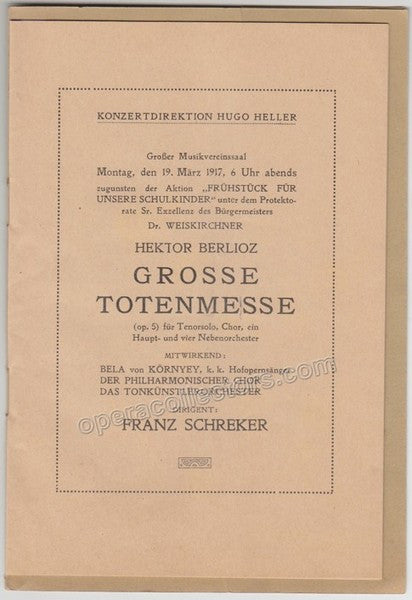 KONZERTDIREKTION HUGO HELLER
Großer Musikvereinssaal
Montag, den 19. März 1917, 6 Uhr abends
zugunsten der Aktion „FRÜHSTÜCK FÜR
UNSERE SCHULKINDER" unter dem Protekto-
rate Sr. Exzellenz des Bürgermeisters
Dr. WEISKIRCHNER
HEKTOR BERLIOZ
GROSSE
TOTENMESSE
(op. 5) für Tenorsolo, Chor, ein
Haupt- und vier Nebenorchester
MITWIRKEND:
BELA von KÖRNYEY, k. k. Hofopernsänger
DER PHILHARMONISCHER CHOR
DAS TONKÜNSTLERORCHESTER
DIRIGENT:
FRANZ SCHREKER
operacollectors.com